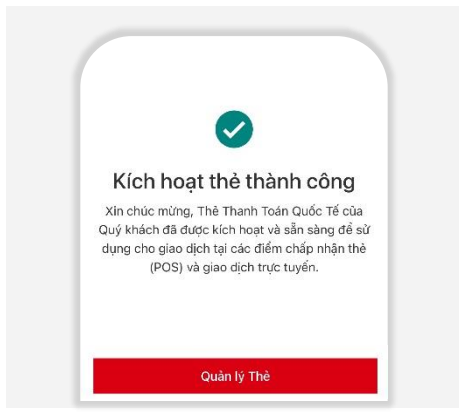 Kích hoạt thẻ thành công
Xin chúc mừng, Thẻ Thanh Toán Quốc Tế của
Quý khách đã được kích hoạt và sẵn sàng để sử
dụng cho giao dịch tại các điểm chấp nhận thẻ
(POS) và giao dịch trực tuyến.
Quản lý Thẻ